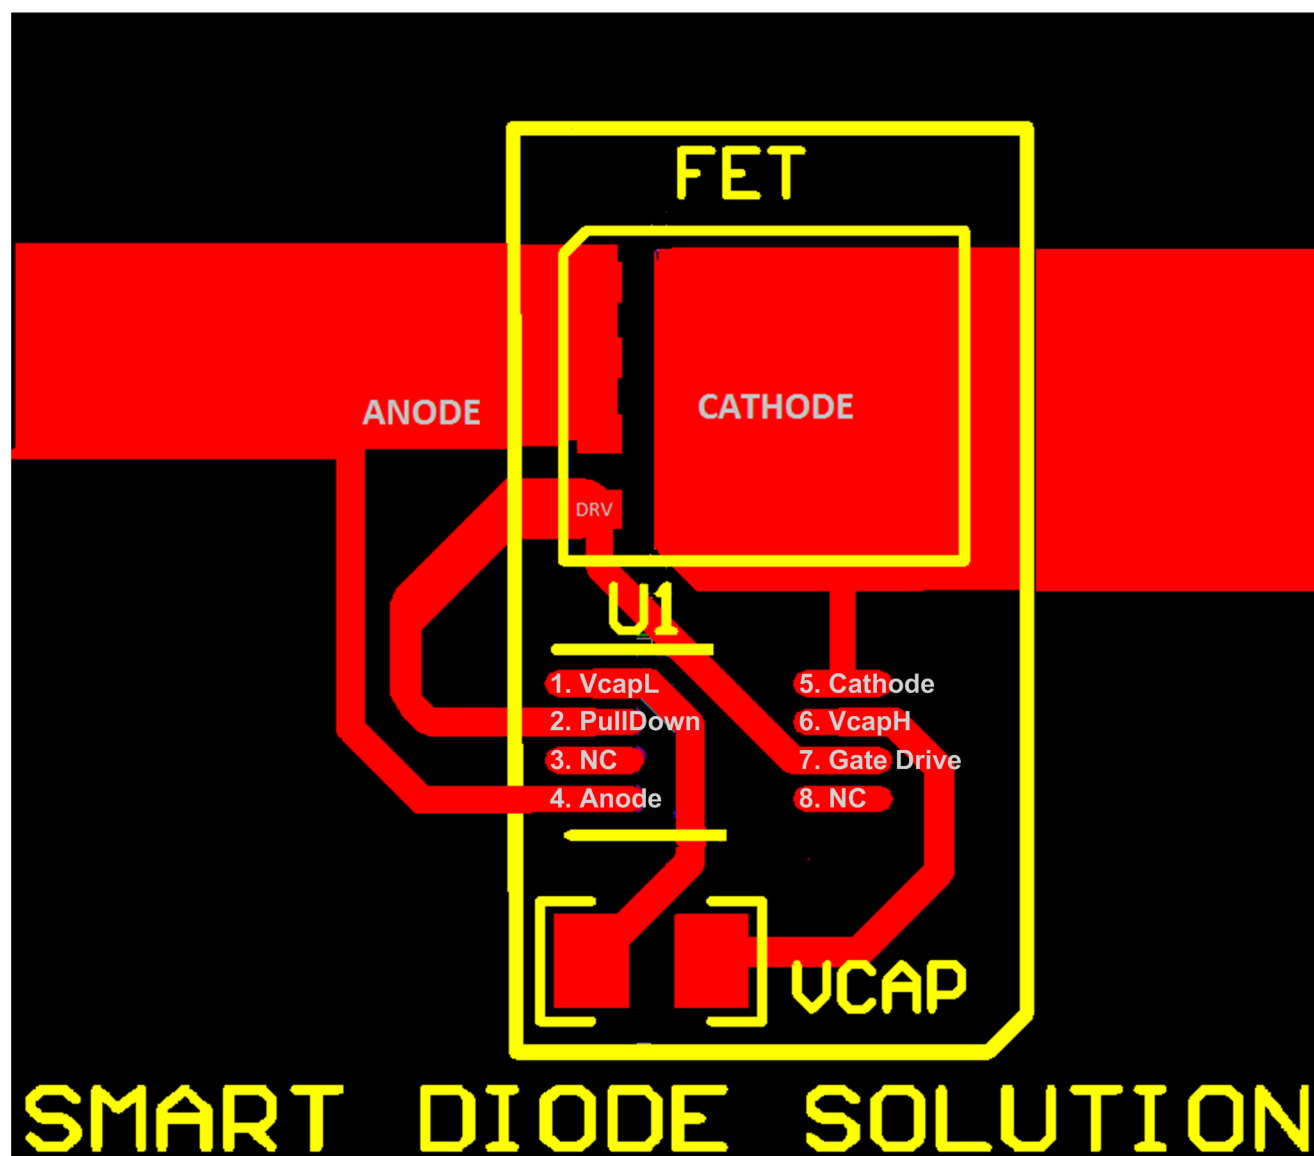 FET
ANODE
CATHODE
DRV
U1
1. VcapL
2. PullDown
3. NC
4. Anode
5. Cathode
6. VcapH
7. Gate Drive
8. NC
VCAP
SMART DIODE SOLUTION